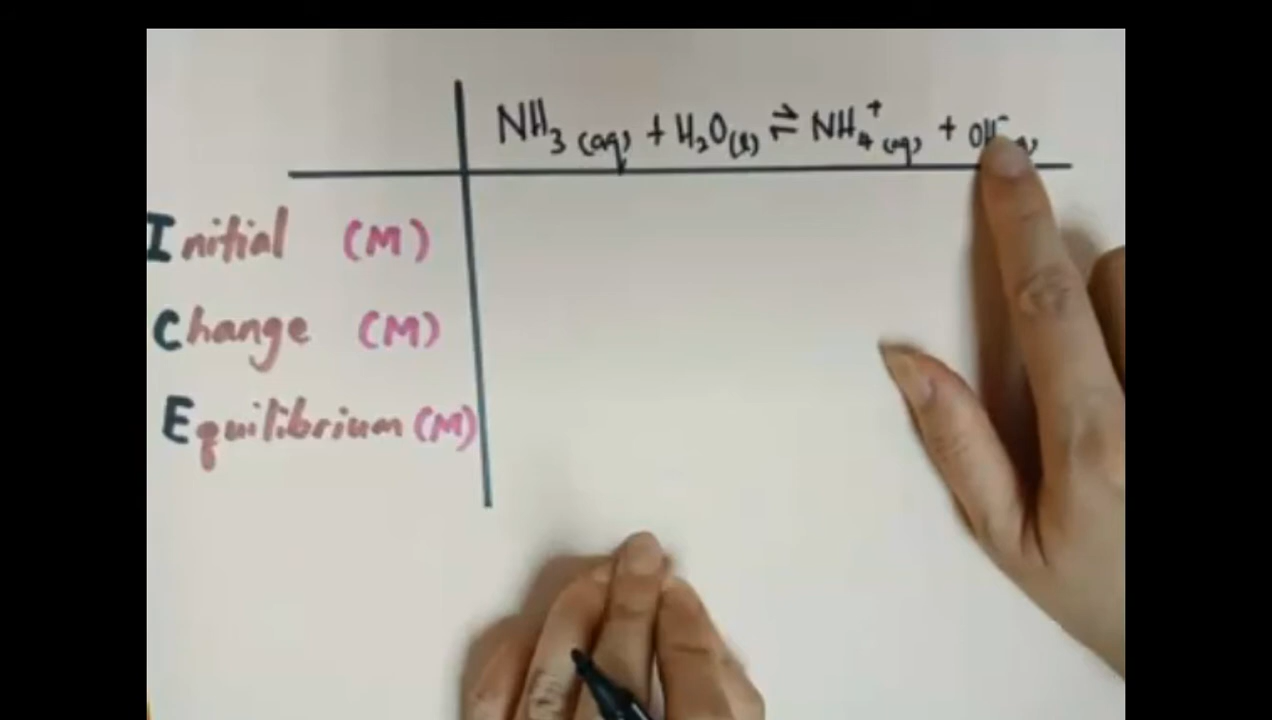 NH₃ (aq) + H₂O(l) ⇌ NH₄⁺ (aq) + OH⁻
Initial (M)
Change (M)
Equilibrium (M)